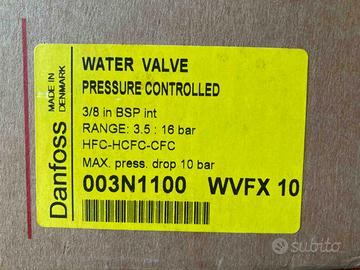 Danfoss
MADE IN
DENMARK
WATER VALVE
PRESSURE CONTROLLED
3/8 in BSP int
RANGE: 3.5 : 16 bar
HFC-HCFC-CFC
MAX. press. drop 10 bar
003N1100 WVFX 10
subito